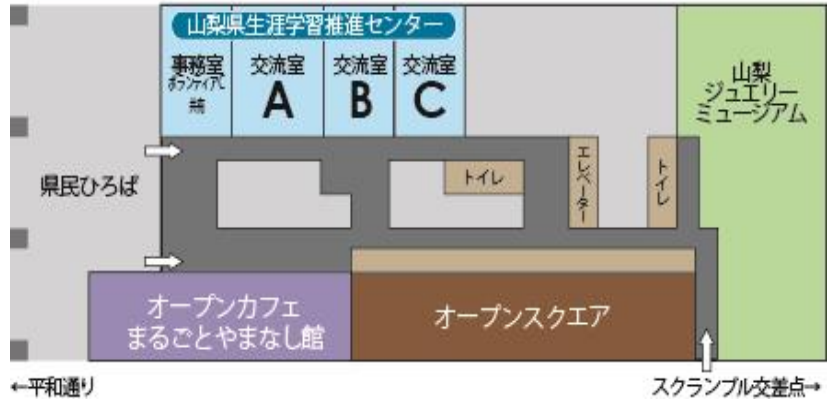 山梨県生涯学習推進センター
事務室
ボランティアC
共有
交流室
A
交流室
B
交流室
C
山梨
ジュエリー
ミュージアム
県民ひろば
トイレ
エレベーター
トイレ
オープンカフェ
まるごとやまなし館
オープンスクエア
←平和通り
スクランブル交差点→